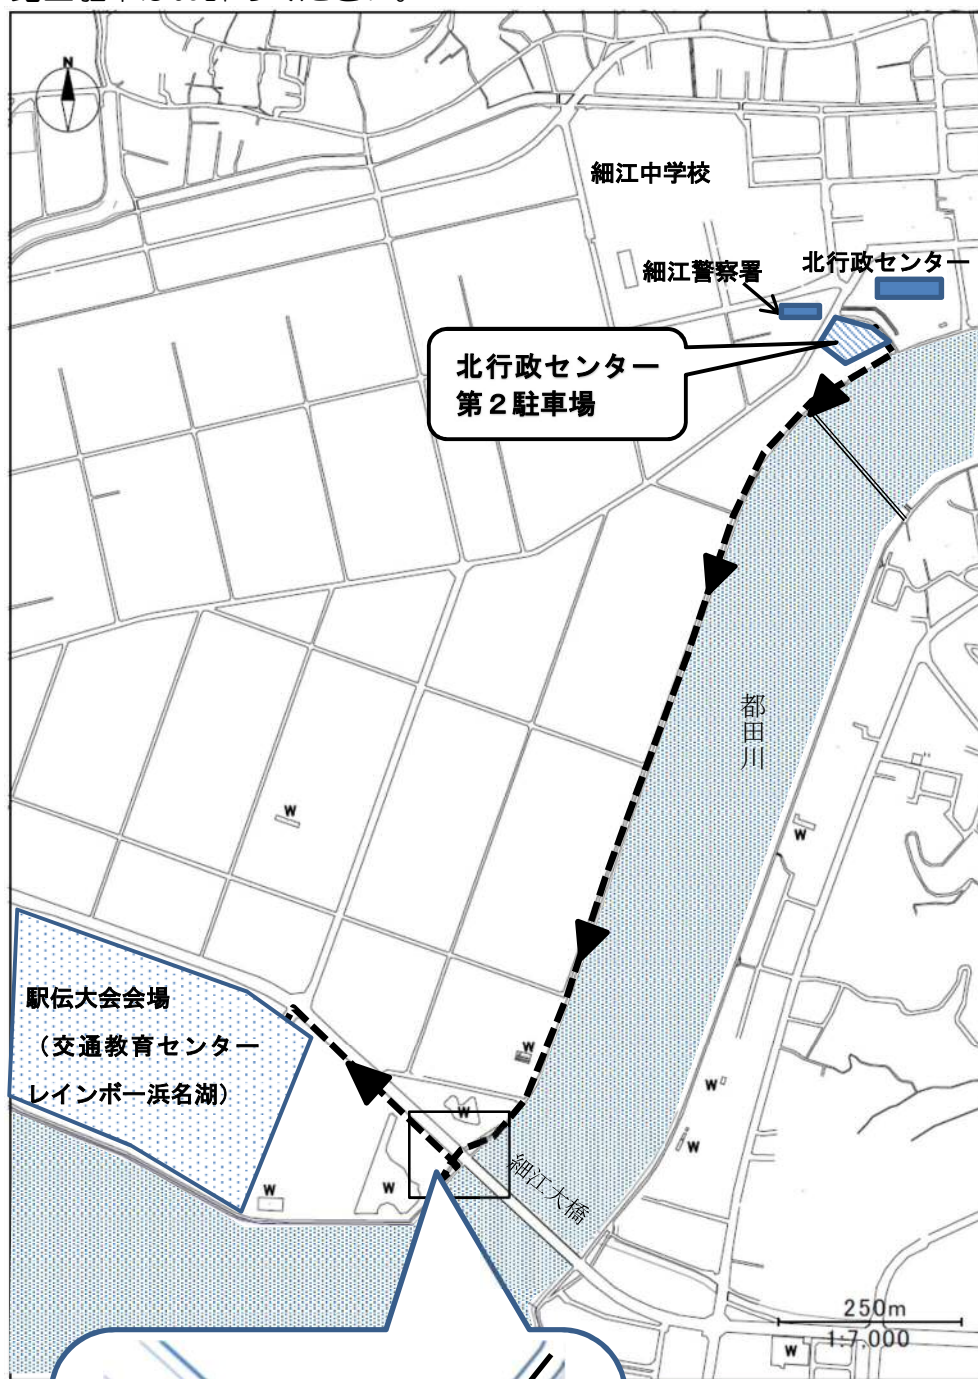 N
細江中学校
細江警察署
北行政センター
北行政センター
第２駐車場
都田川
W
W
駅伝大会会場
（交通教育センター
レインボー浜名湖）
W
W
W
W
W
W
細江大橋
250m
1:7,000
W